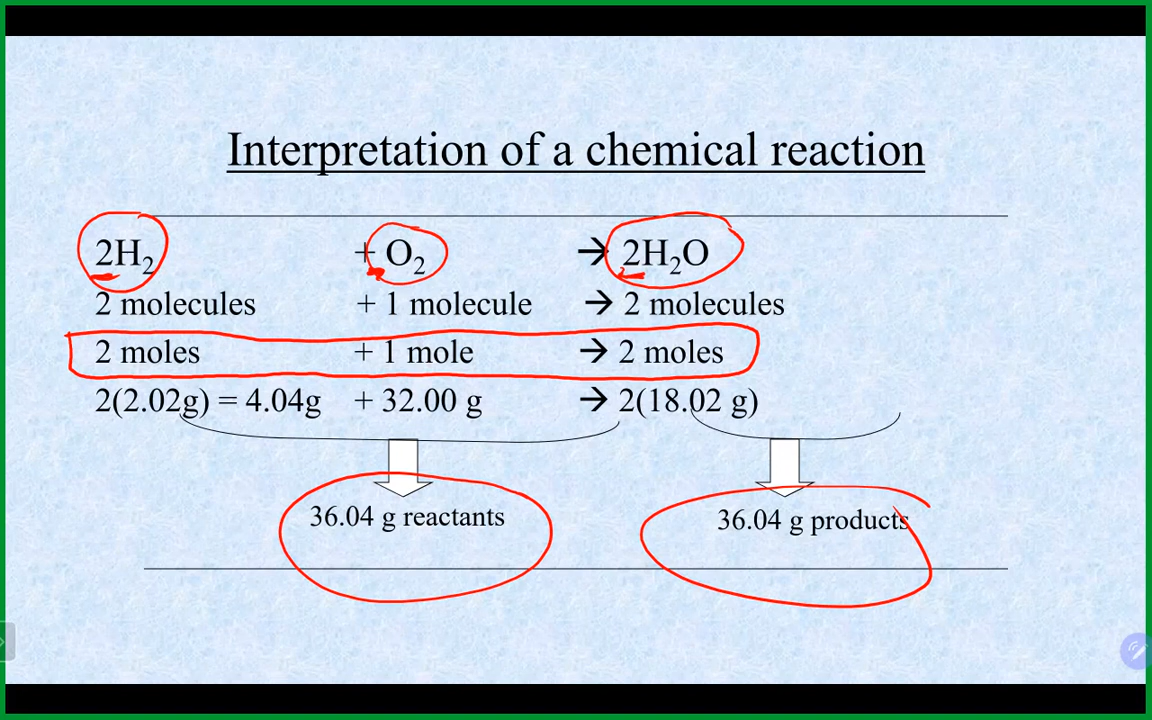 Interpretation of a chemical reaction
2H₂ + O₂ → 2H₂O
2 molecules + 1 molecule → 2 molecules
2 moles + 1 mole → 2 moles
2(2.02g) = 4.04g + 32.00 g → 2(18.02 g)
36.04 g reactants 36.04 g products